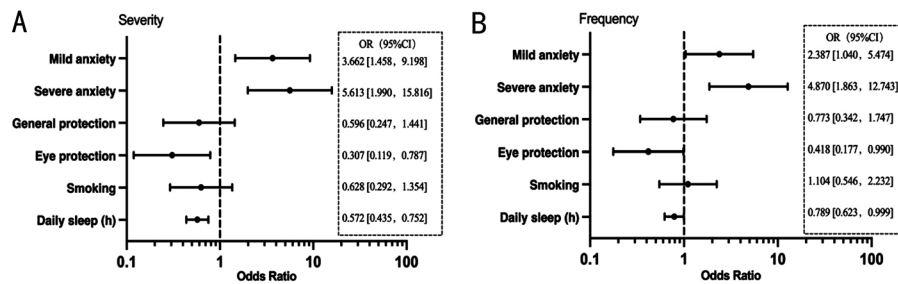 A
Severity
OR (95%CI)
Mild anxiety
3.662 [1.458, 9.198]
Severe anxiety
5.613 [1.990, 15.816]
General protection
0.596 [0.247, 1.441]
Eye protection
0.307 [0.119, 0.787]
Smoking
0.628 [0.292, 1.354]
Daily sleep (h)
0.572 [0.435, 0.752]
0.1 1 10 100
Odds Ratio
B
Frequency
OR (95%CI)
Mild anxiety
2.387 [1.040, 5.474]
Severe anxiety
4.870 [1.863, 12.743]
General protection
0.773 [0.342, 1.747]
Eye protection
0.418 [0.177, 0.990]
Smoking
1.104 [0.546, 2.232]
Daily sleep (h)
0.789 [0.623, 0.999]
0.1 1 10 100
Odds Ratio